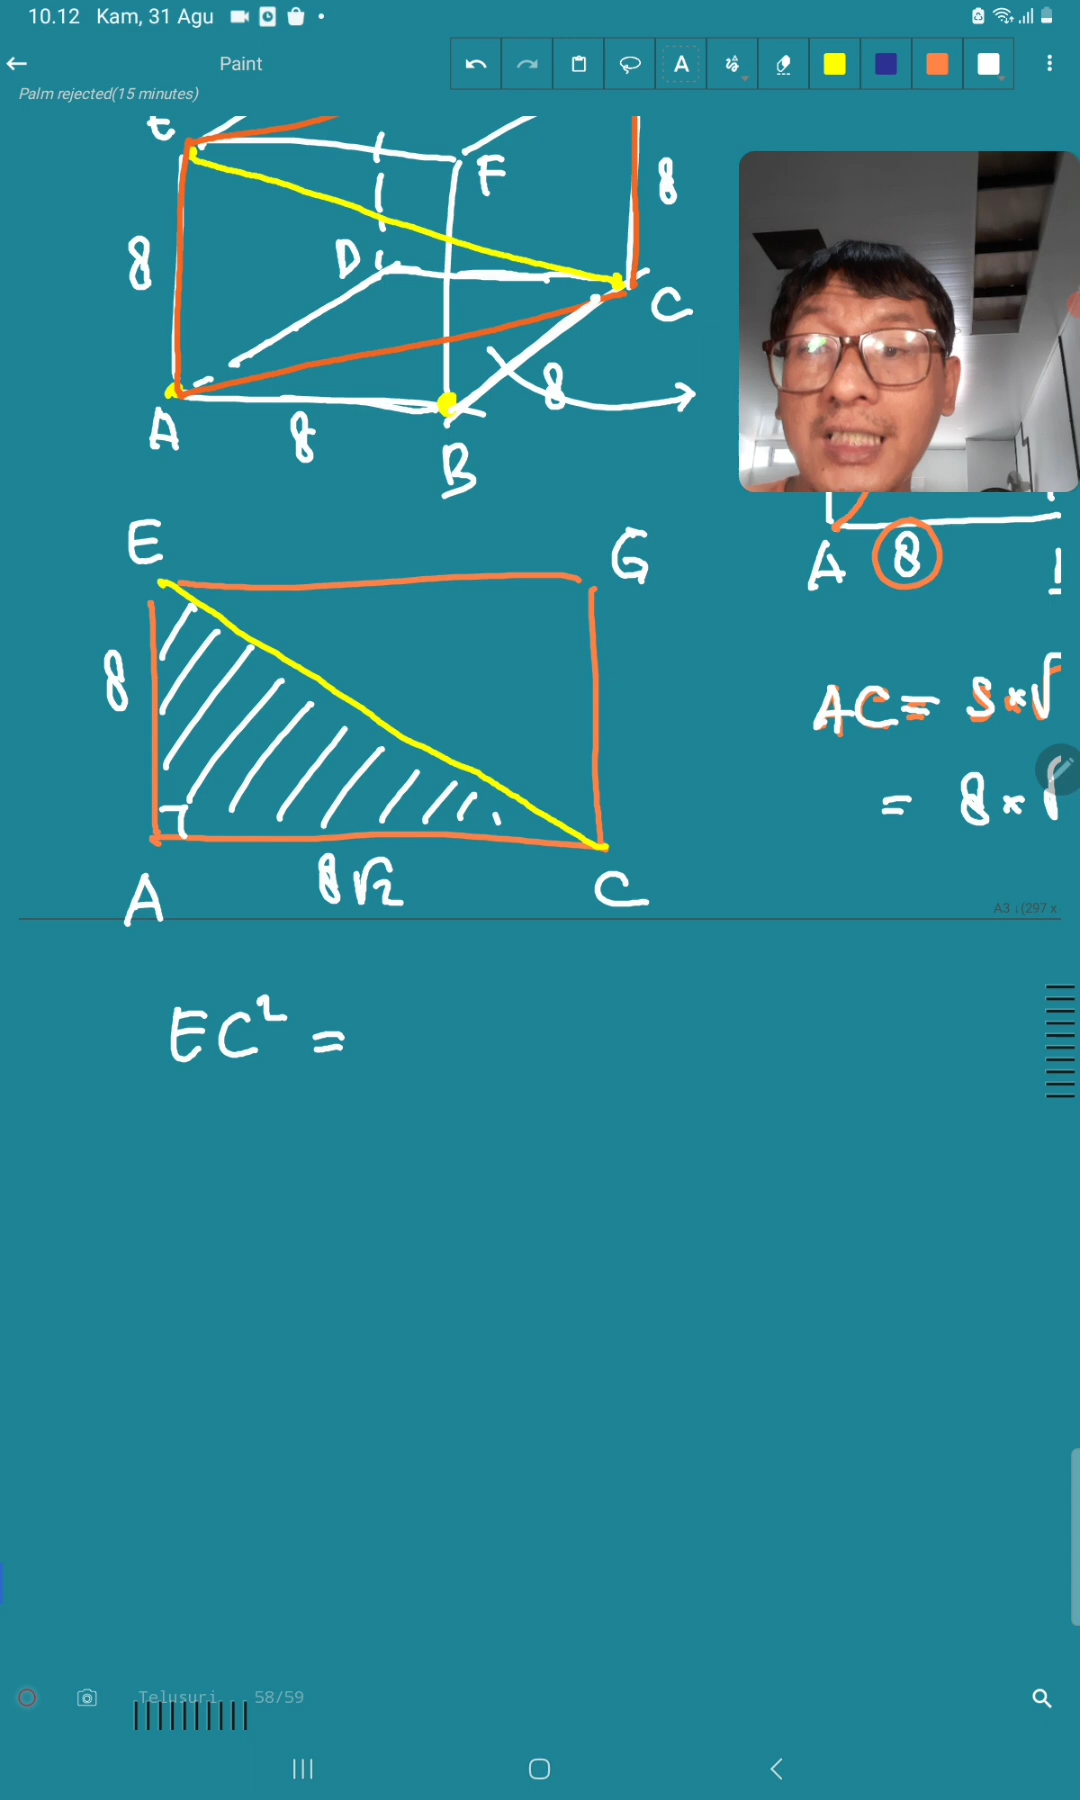 10.12 Kam, 31 Agu
Paint
A
Palm rejected(15 minutes)
E
F
8
8
D
C
8
A
8
B
E
G
A 8
8
AC = s * √
= 8 * √
8√2
A
C
A3 ↓(297 x
EC² =
Telusuri 58/59